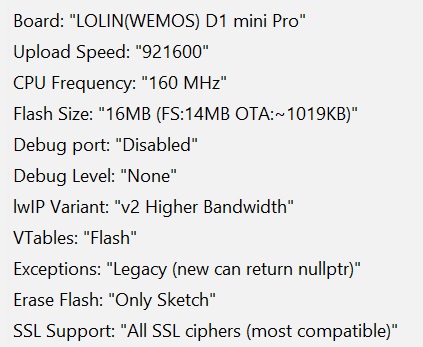 Board: "LOLIN(WEMOS) D1 mini Pro"
Upload Speed: "921600"
CPU Frequency: "160 MHz"
Flash Size: "16MB (FS:14MB OTA:~1019KB)"
Debug port: "Disabled"
Debug Level: "None"
lwIP Variant: "v2 Higher Bandwidth"
VTables: "Flash"
Exceptions: "Legacy (new can return nullptr)"
Erase Flash: "Only Sketch"
SSL Support: "All SSL ciphers (most compatible)"